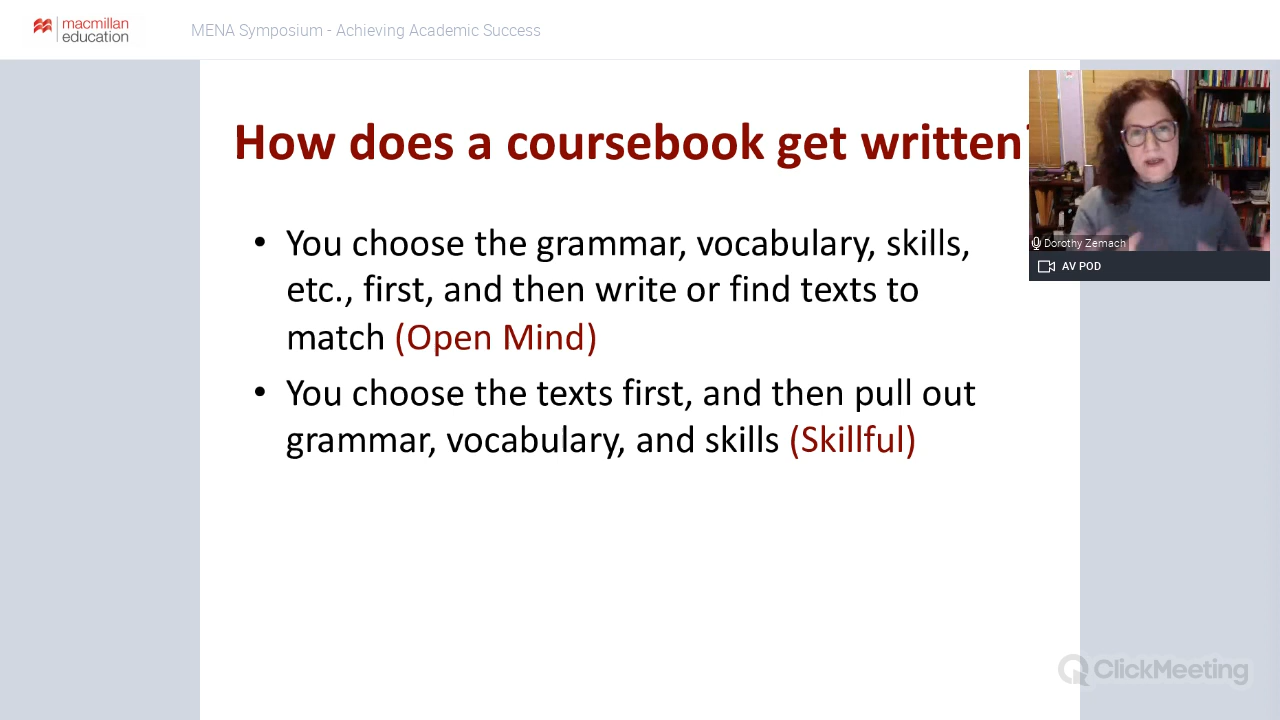 macmillan
education
MENA Symposium - Achieving Academic Success
How does a coursebook get written?
• You choose the grammar, vocabulary, skills,
etc., first, and then write or find texts to
match (Open Mind)
• You choose the texts first, and then pull out
grammar, vocabulary, and skills (Skillful)
Dorothy Zemach
AV POD
ClickMeeting